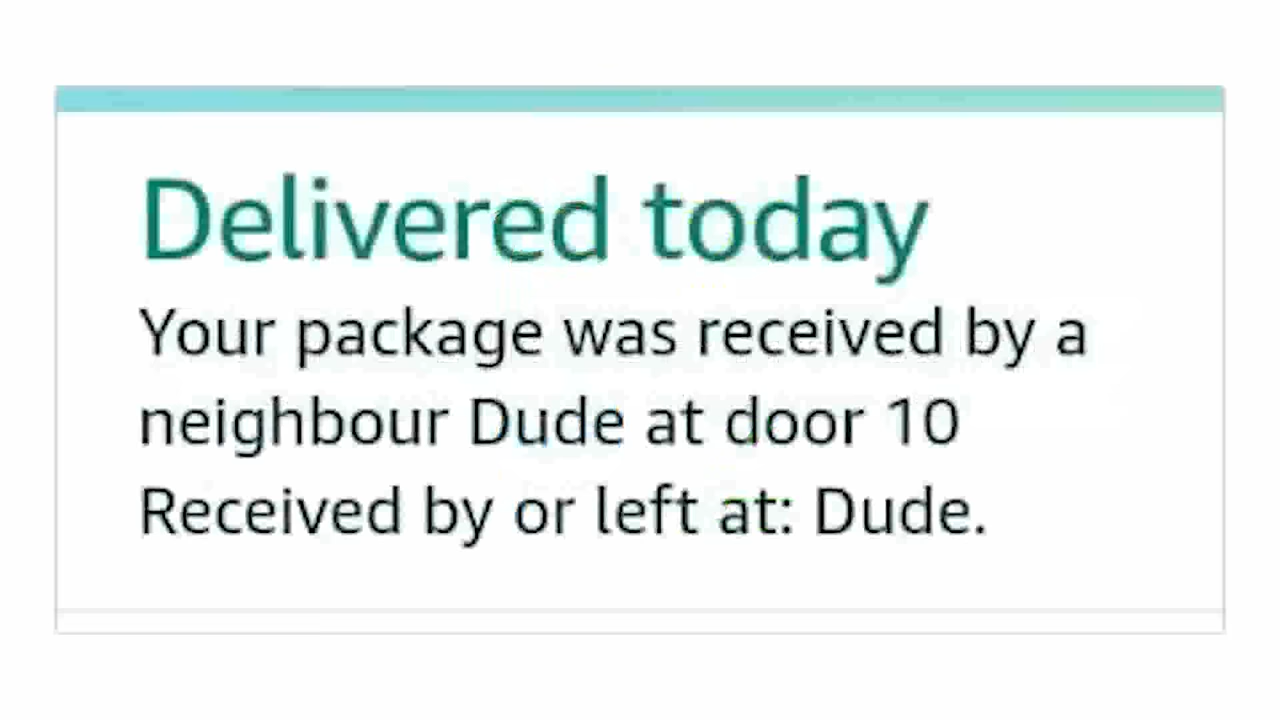 Delivered today
Your package was received by a
neighbour Dude at door 10
Received by or left at: Dude.